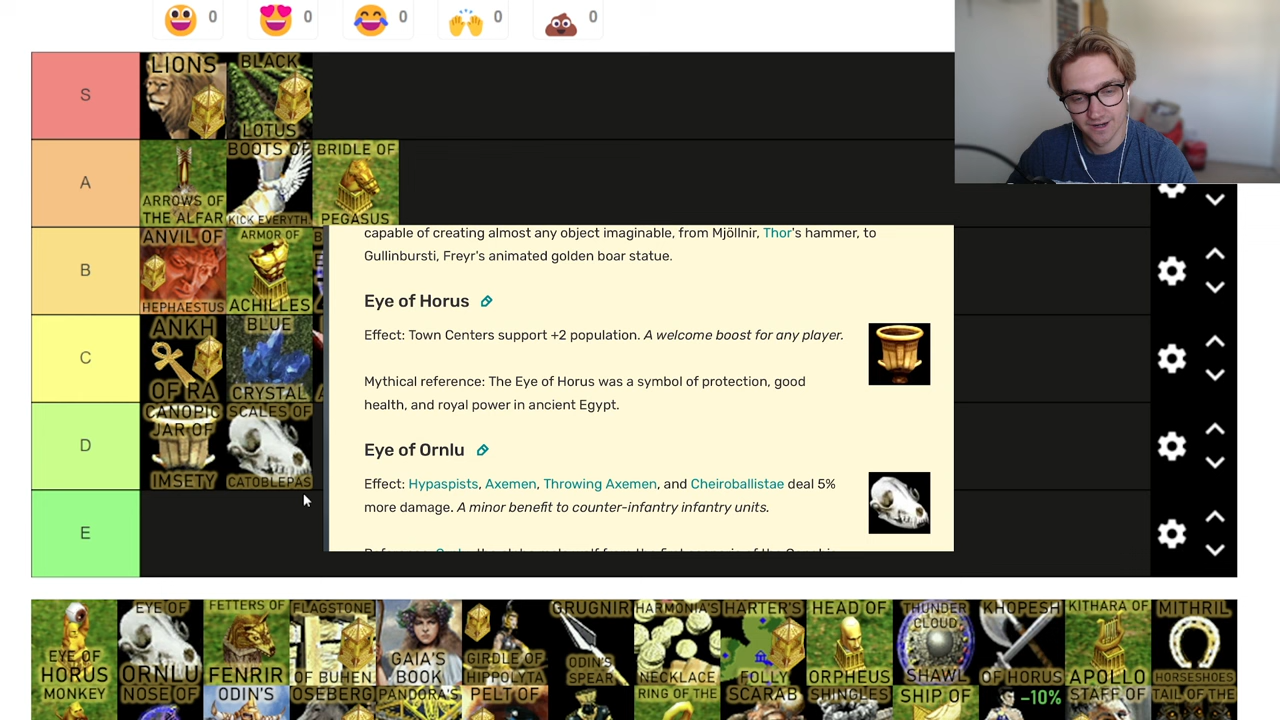 0 0 0 0 0
S
LIONS
BLACK
LOTUS
A
ARROWS OF
THE ALFAR
BOOTS OF
KICK EVERYTH
BRIDLE OF
PEGASUS
B
ANVIL OF
HEPHAESTUS
ARMOR OF
ACHILLES
C
ANKH
OF RA
BLUE
CRYSTAL
D
CANOPIC
JAR OF
IMSETY
SCALES OF
CATOBLEPAS
E
capable of creating almost any object imaginable, from Mjöllnir, Thor's hammer, to
Gullinbursti, Freyr's animated golden boar statue.
Eye of Horus
Effect: Town Centers support +2 population. A welcome boost for any player.
Mythical reference: The Eye of Horus was a symbol of protection, good
health, and royal power in ancient Egypt.
Eye of Ornlu
Effect: Hypaspists, Axemen, Throwing Axemen, and Cheiroballistae deal 5%
more damage. A minor benefit to counter-infantry infantry units.
EYE OF
HORUS
EYE OF
ORNLU
FETTERS OF
FENRIR
FLAGSTONE
OF BUHEN
GAIA'S
BOOK
GIRDLE OF
HIPPOLYTA
GRUGNIR
ODIN'S
SPEAR
HARMONIA'S
NECKLACE
HARTER'S
FOLLY
HEAD OF
ORPHEUS
THUNDER
CLOUD
SHAWL
KHOPESH
OF HORUS
KITHARA OF
APOLLO
MITHRIL
HORSESHOES
MONKEY
NOSE OF
ODIN'S
OSEBERG
PANDORA'S
PELT OF
RING OF THE
SCARAB
SHINGLES
SHIP OF
-10%
STAFF OF
TAIL OF THE